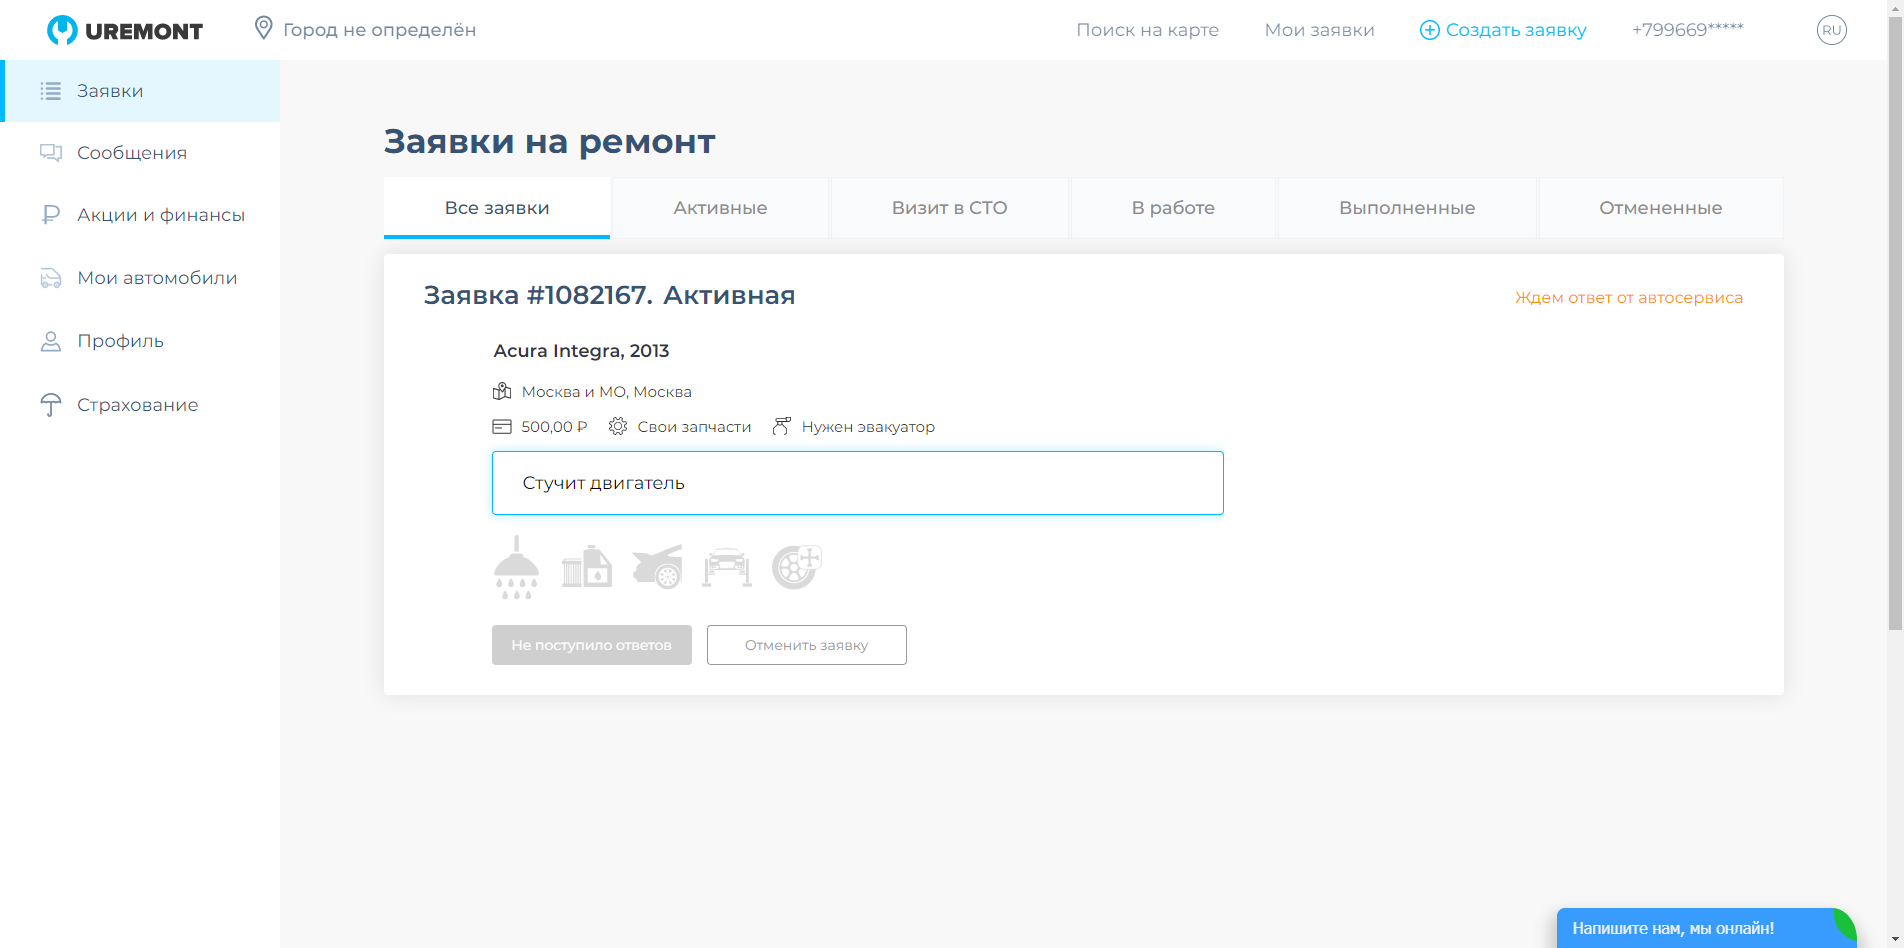 UREMONT
Город не определён
Поиск на карте
Мои заявки
Создать заявку
+799669*****
RU
Заявки
Сообщения
Акции и финансы
Мои автомобили
Профиль
Страхование
Заявки на ремонт
Все заявки
Активные
Визит в СТО
В работе
Выполненные
Отмененные
Заявка #1082167. Активная
Ждем ответ от автосервиса
Acura Integra, 2013
Москва и МО, Москва
500,00 ₽ Свои запчасти Нужен эвакуатор
Стучит двигатель
Не поступило ответов
Отменить заявку
Напишите нам, мы онлайн!